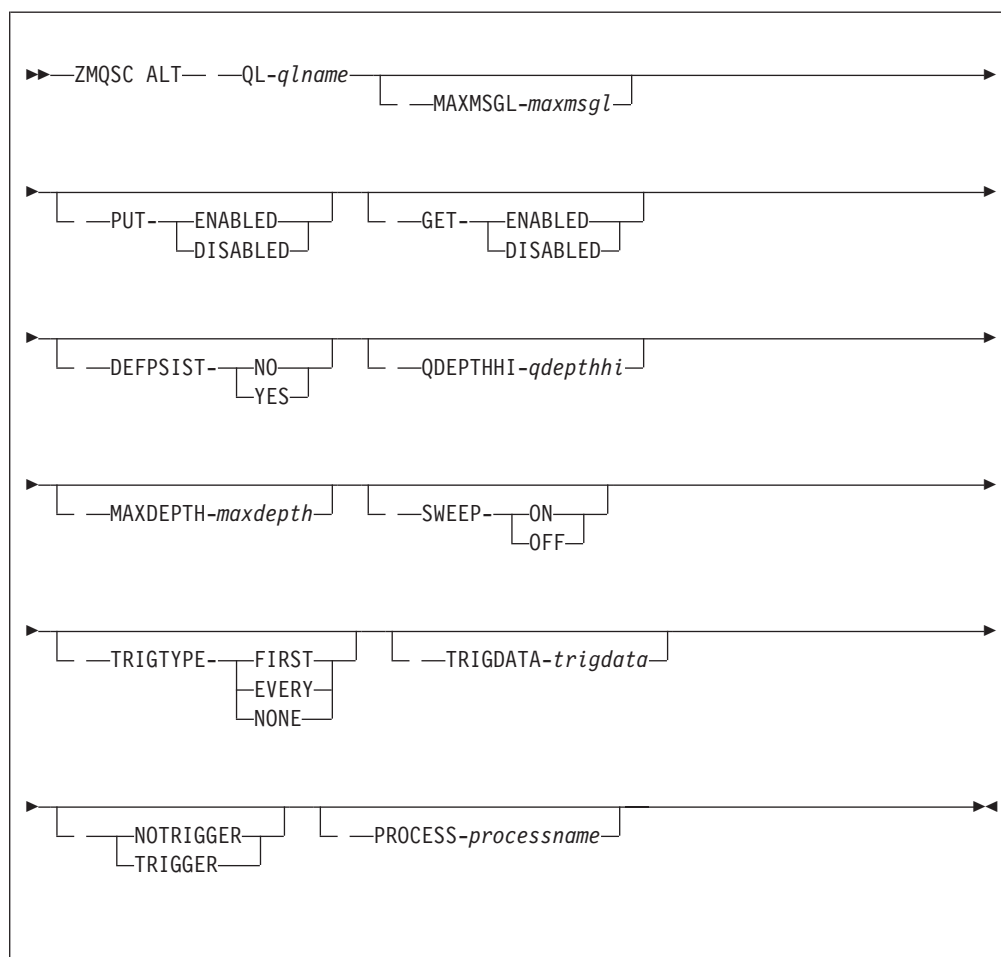 ZMQSC ALT QL-qlname
MAXMSGL-maxmsgl
PUT- ENABLED GET- ENABLED
DISABLED DISABLED
DEFPSIST- NO QDEPTHHI-qdepthhi
YES
MAXDEPTH-maxdepth SWEEP- ON
OFF
TRIGTYPE- FIRST TRIGDATA-trigdata
EVERY
NONE
NOTRIGGER PROCESS-processname
TRIGGER